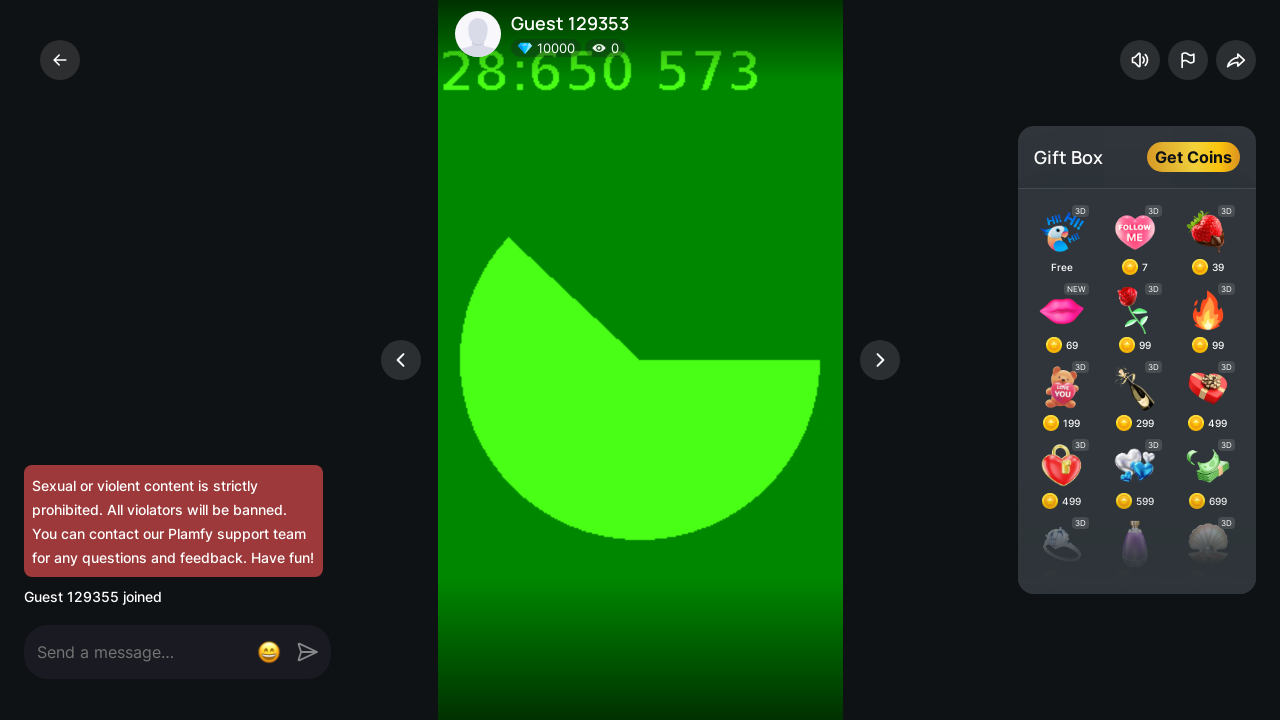 Guest 129353
10000 0
28:650 573
Gift Box
Get Coins
3D 3D 3D
Hi! Hi! Hi! FOLLOW ME
Free 7 39
NEW 3D 3D
69 99 99
3D 3D 3D
LOVE YOU
199 299 499
3D 3D 3D
499 599 699
3D 3D
Sexual or violent content is strictly
prohibited. All violators will be banned.
You can contact our Plamfy support team
for any questions and feedback. Have fun!
Guest 129355 joined
Send a message...